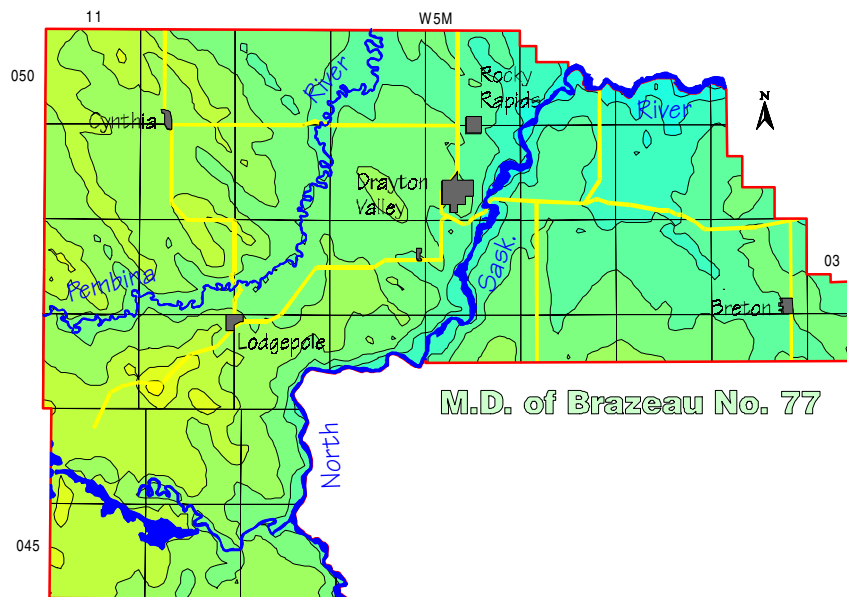 11
W5M
050
Rocky
Rapids
River
River
N
Cynthia
Drayton
Valley
Sask.
03
Pembina
Breton
Lodgepole
M.D. of Brazeau No. 77
North
045